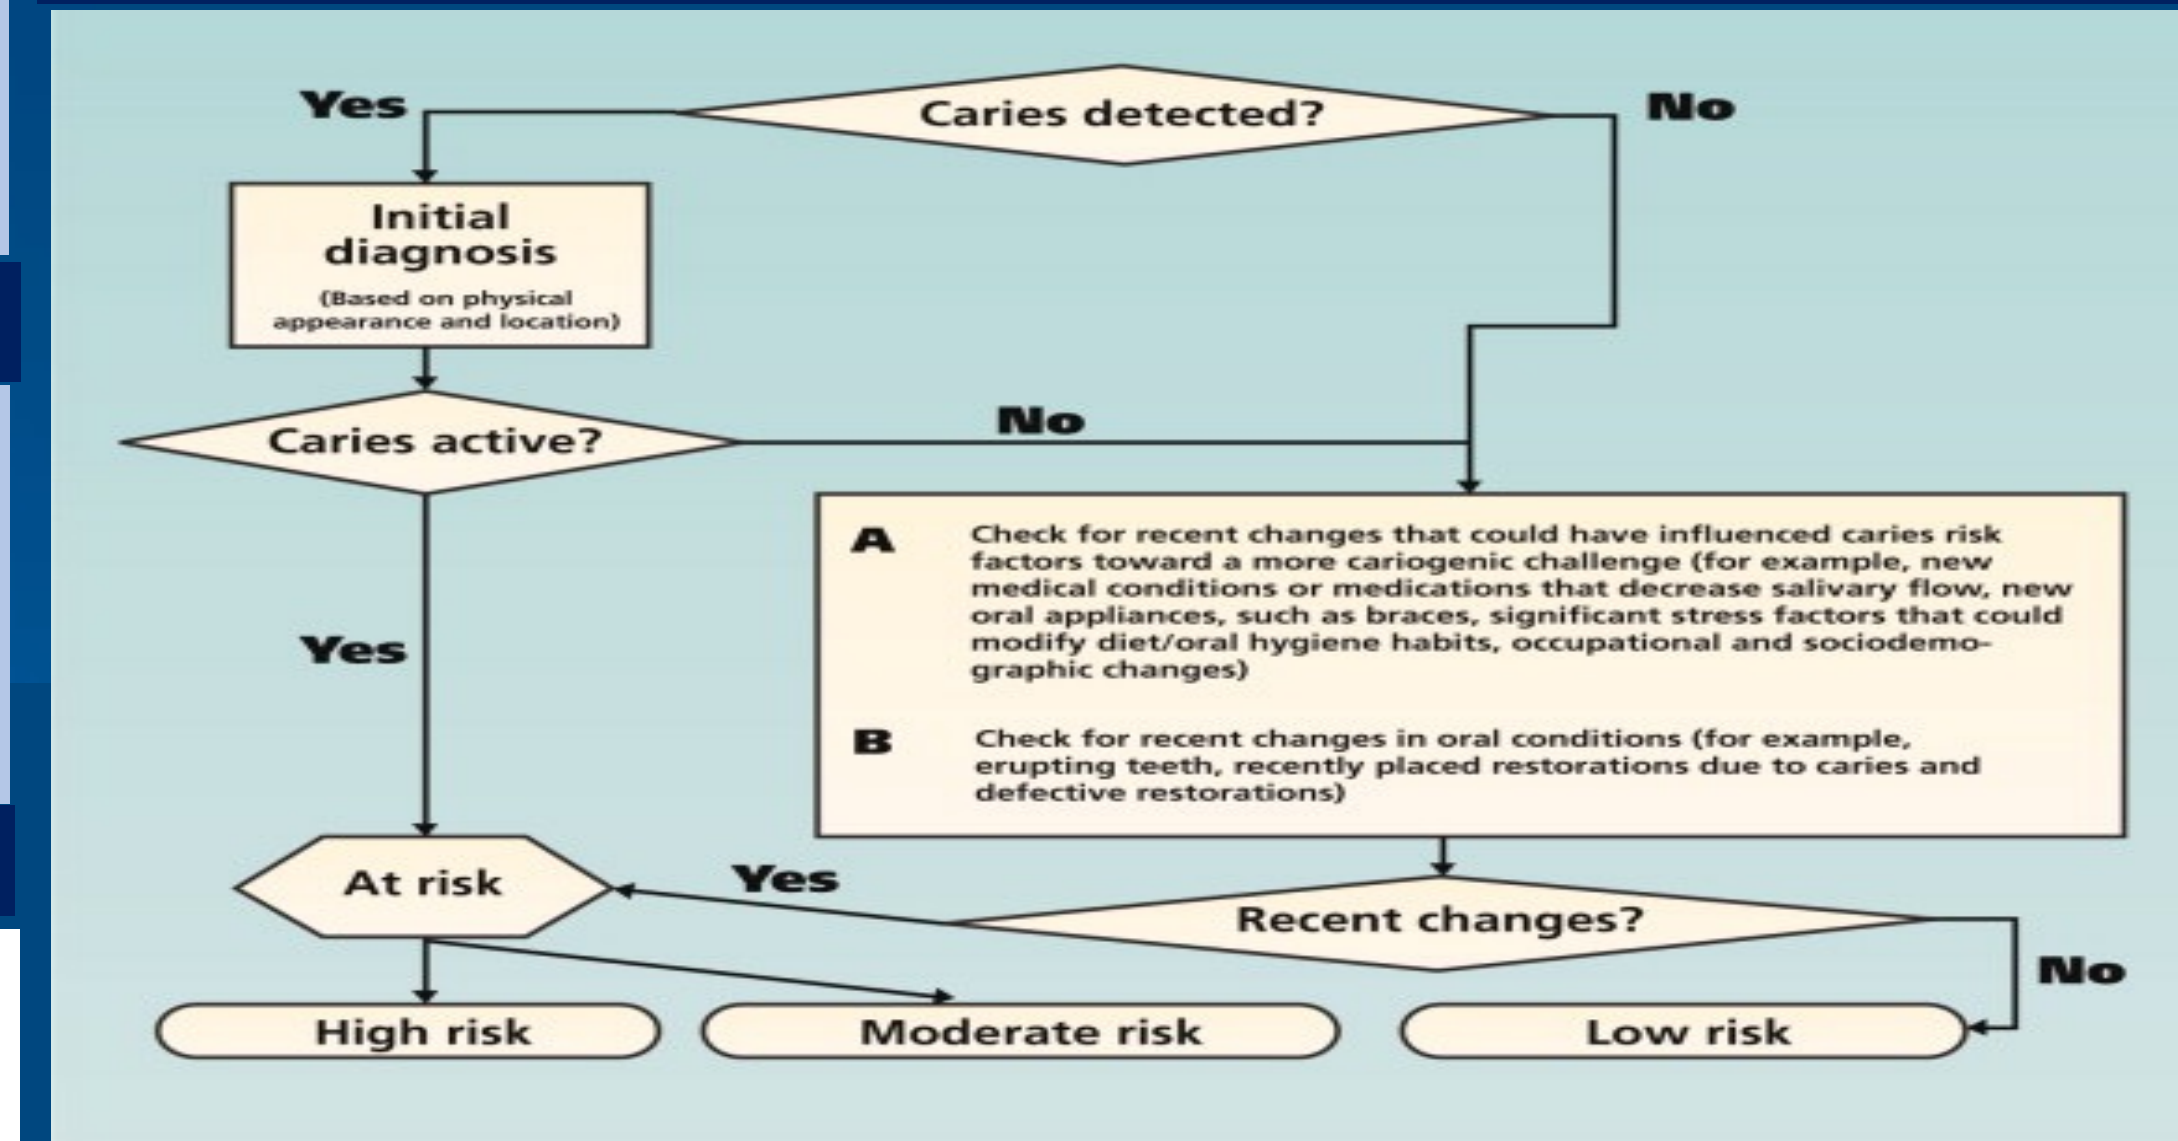 Caries detected?
Yes
No
Initial
diagnosis
(Based on physical
appearance and location)
Caries active?
No
Yes
A
Check for recent changes that could have influenced caries risk
factors toward a more cariogenic challenge (for example, new
medical conditions or medications that decrease salivary flow, new
oral appliances, such as braces, significant stress factors that could
modify diet/oral hygiene habits, occupational and sociodemo-
graphic changes)
B
Check for recent changes in oral conditions (for example,
erupting teeth, recently placed restorations due to caries and
defective restorations)
At risk
Yes
Recent changes?
No
High risk
Moderate risk
Low risk